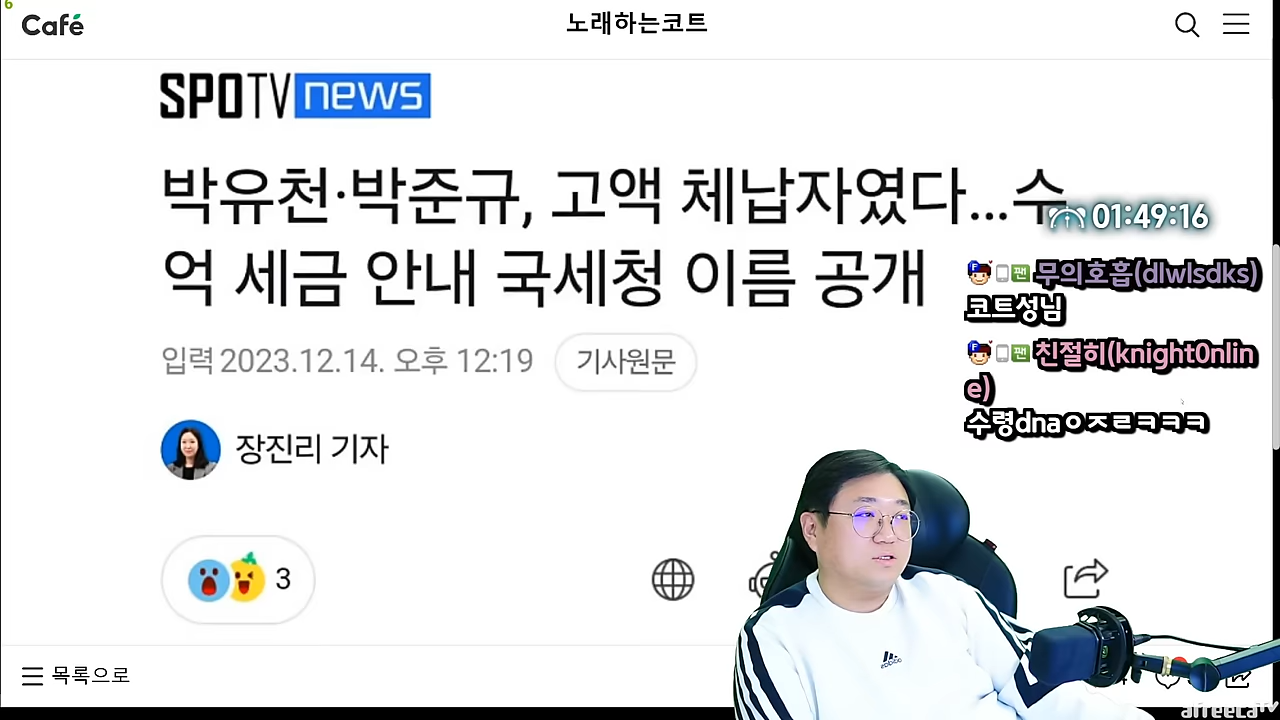 6
Café
노래하는코트
SPOTV news
박유천·박준규, 고액 체납자였다...수
억 세금 안내 국세청 이름 공개
01:49:16
입력 2023.12.14. 오후 12:19
기사원문
팬 무의호흡(dlwlsdks)
코트성님
팬 친절히(knight0nlin
e)
수령dnaㅇㅈㄹㅋㅋㅋ
장진리 기자
3
adidas
목록으로
afreecaTV